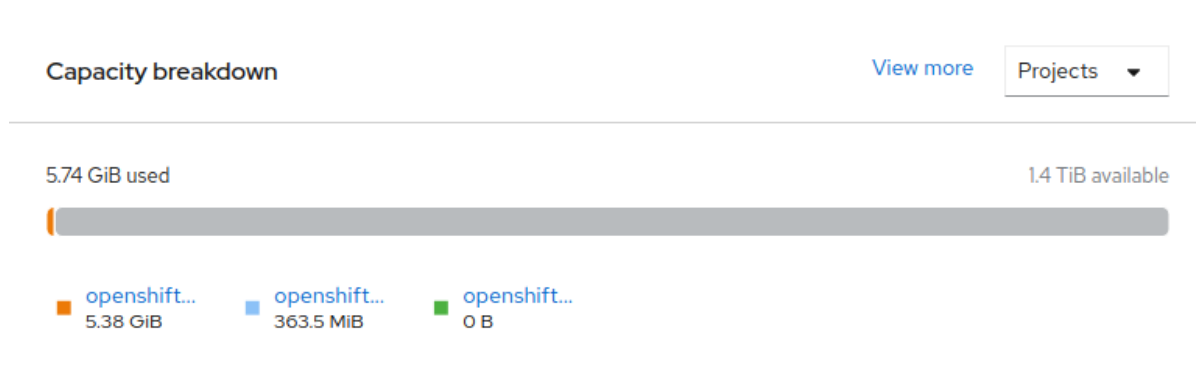 Capacity breakdown
View more
Projects
5.74 GiB used
1.4 TiB available
openshift...
5.38 GiB
openshift...
363.5 MiB
openshift...
0 B